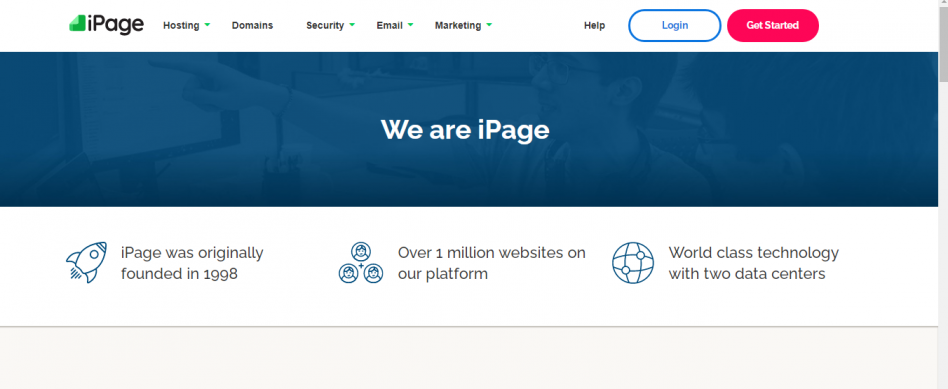 iPage Hosting Domains Security Email Marketing Help Login Get Started
We are iPage
iPage was originally
founded in 1998
Over 1 million websites on
our platform
World class technology
with two data centers